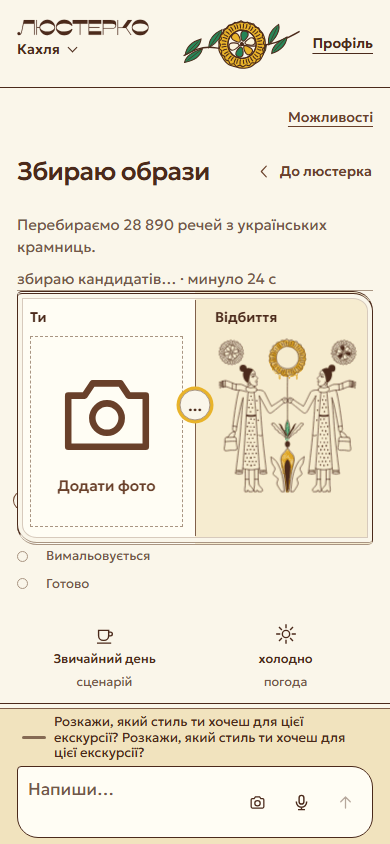 ЛЮСТЕРКО
Кахля
Профіль
Можливості
Збираю образи
До люстерка
Перебираємо 28 890 речей з українських
крамниць.
збираю кандидатів… · минуло 24 с
Ти
Відбиття
...
Додати фото
Вимальовується
Готово
Звичайний день
холодно
сценарій
погода
Розкажи, який стиль ти хочеш для цієї
екскурсії? Розкажи, який стиль ти хочеш для
цієї екскурсії?
Напиши…